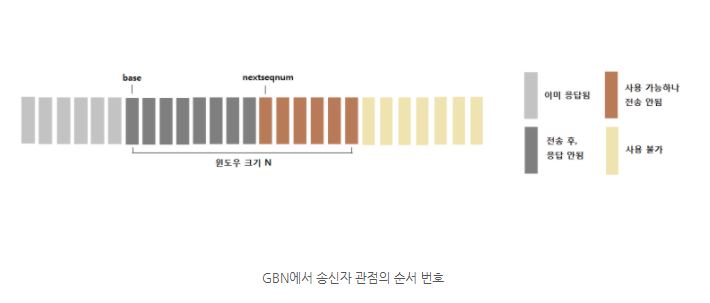 base
nextseqnum
윈도우 크기 N
이미 응답됨
사용 가능하나
전송 안됨
전송 후,
응답 안됨
사용 불가
GBN에서 송신자 관점의 순서 번호